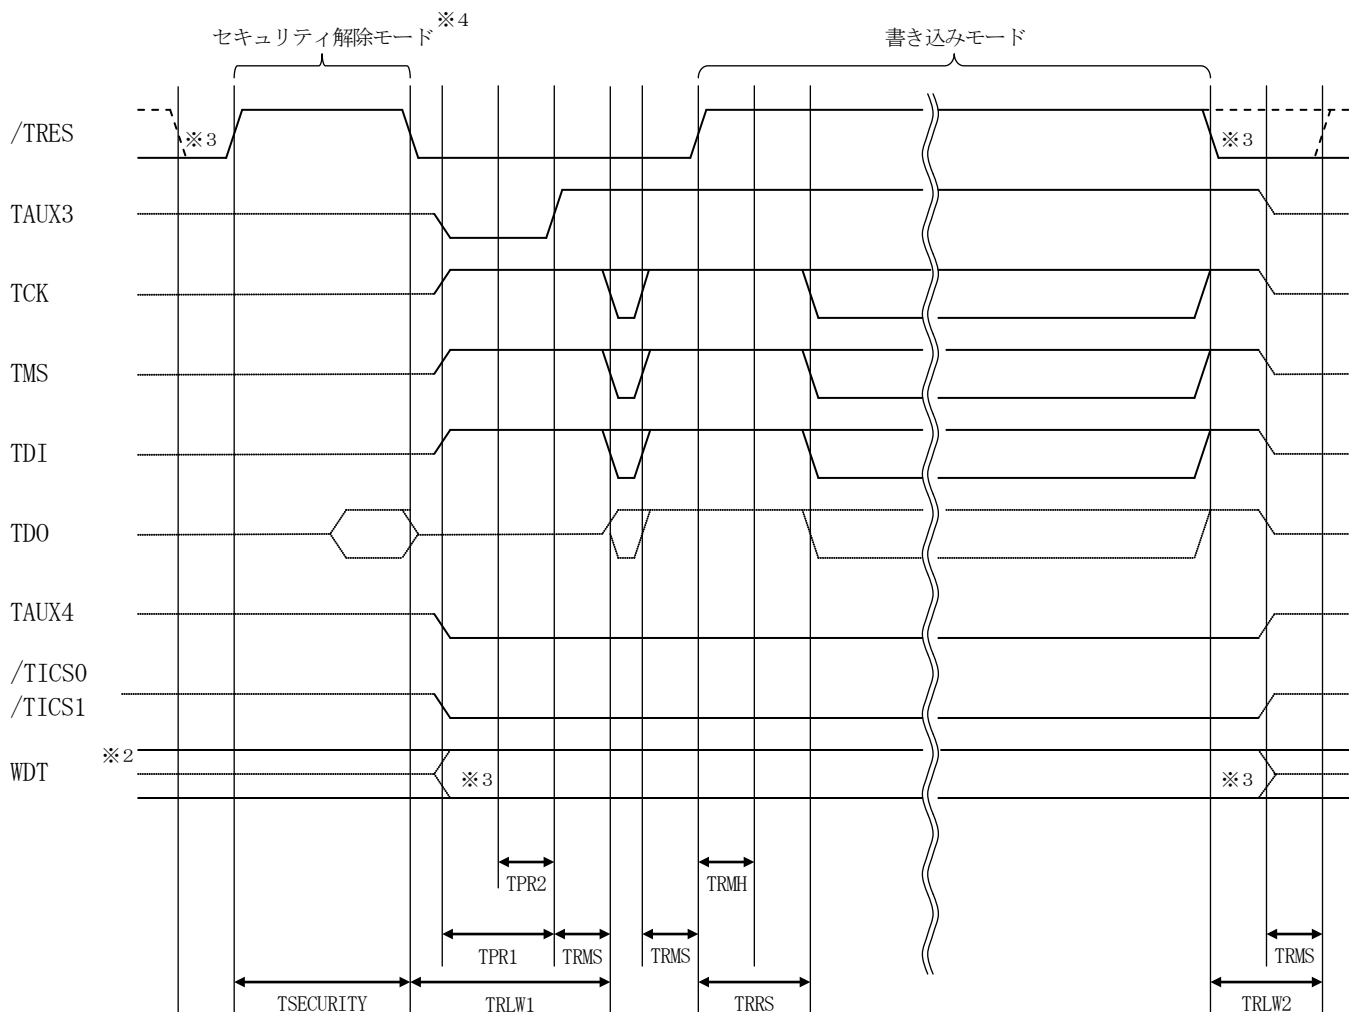 セキュリティ解除モード※4
書き込みモード
/TRES
※3
※3
TAUX3
TCK
TMS
TDI
TDO
TAUX4
/TICS0
/TICS1
※2
WDT
※3
※3
TPR2
TRMH
TPR1
TRMS
TRMS
TRMS
TSECURITY
TRLW1
TRRS
TRLW2